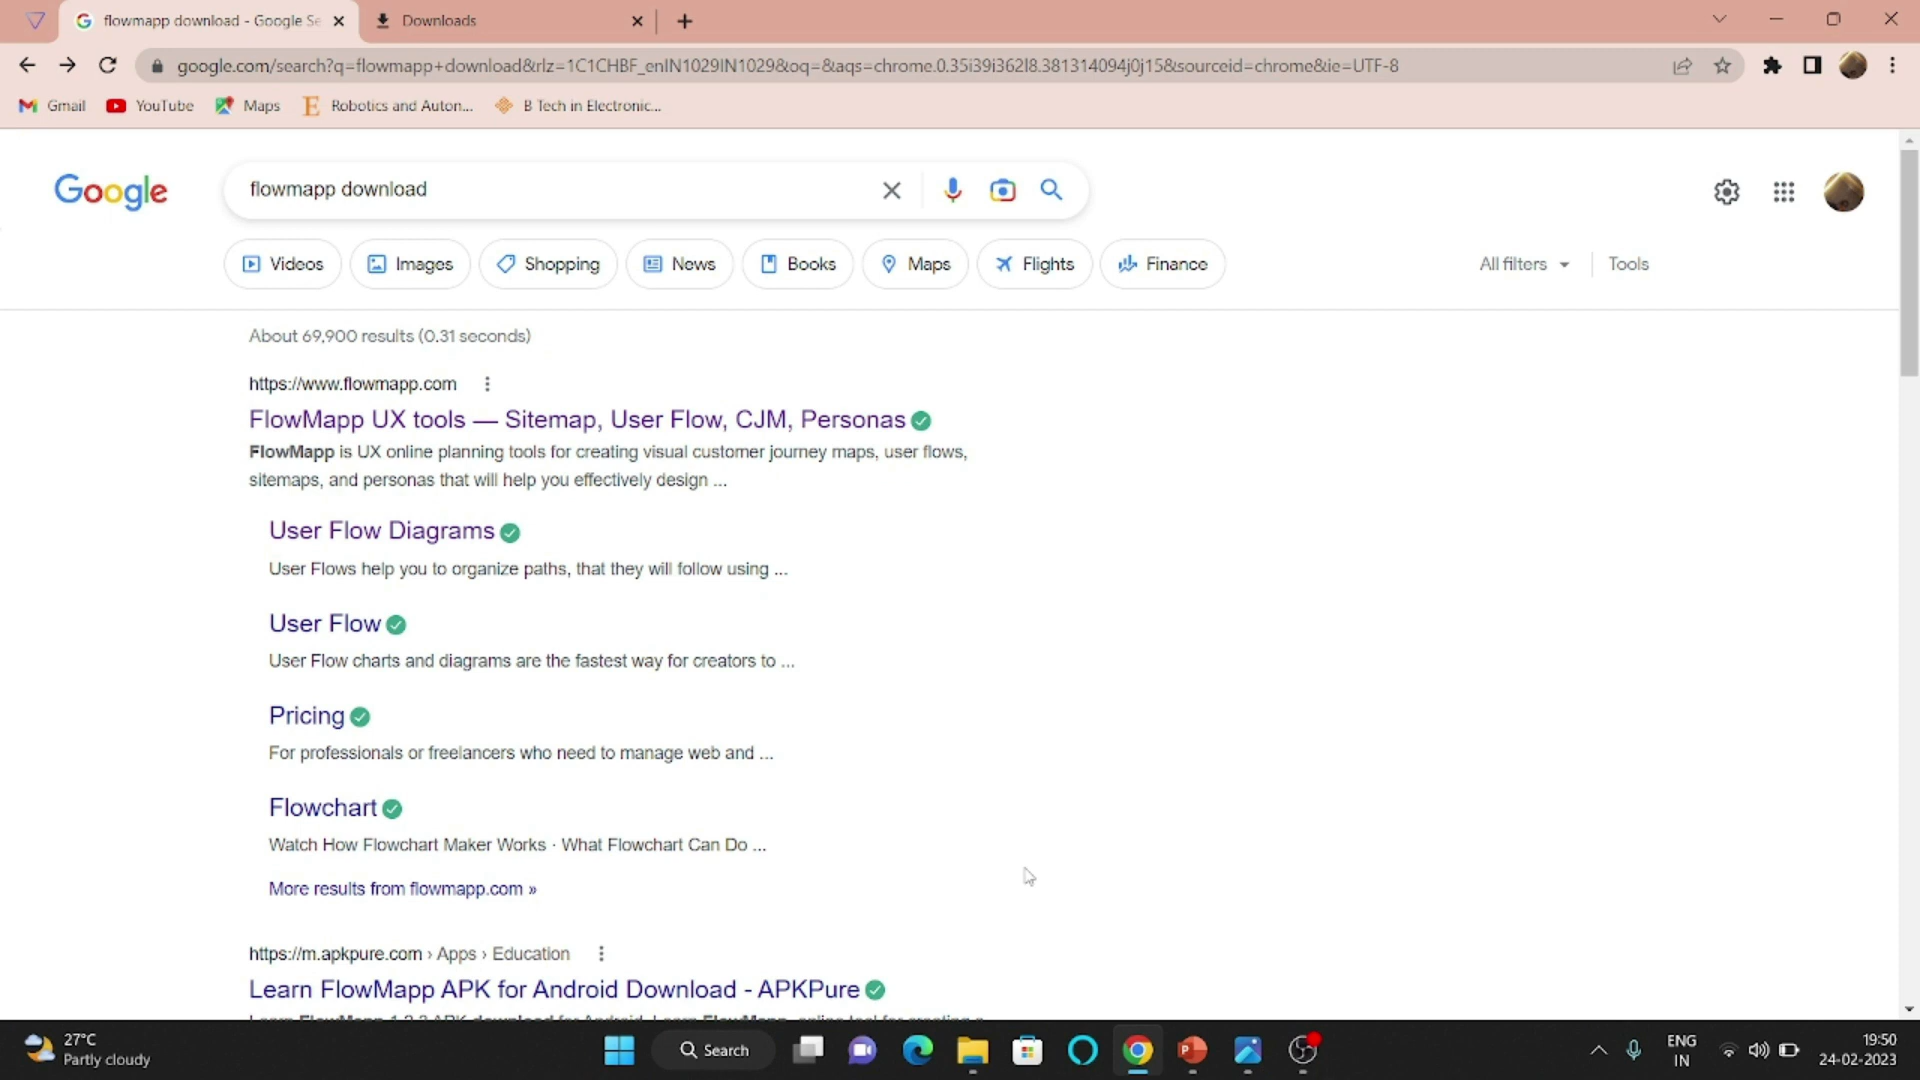 flowmapp download - Google Se
Downloads
google.com/search?q=flowmapp+download&rlz=1C1CHBF_enIN1029IN1029&oq=&aqs=chrome.0.35i39i362l8.381314094j0j15&sourceid=chrome&ie=UTF-8
Gmail
YouTube
Maps
Robotics and Auton...
B Tech in Electronic...
Google
flowmapp download
Videos
Images
Shopping
News
Books
Maps
Flights
Finance
All filters
Tools
About 69,900 results (0.31 seconds)
https://www.flowmapp.com
FlowMapp UX tools — Sitemap, User Flow, CJM, Personas
FlowMapp is UX online planning tools for creating visual customer journey maps, user flows,
sitemaps, and personas that will help you effectively design ...
User Flow Diagrams
User Flows help you to organize paths, that they will follow using ...
User Flow
User Flow charts and diagrams are the fastest way for creators to ...
Pricing
For professionals or freelancers who need to manage web and ...
Flowchart
Watch How Flowchart Maker Works · What Flowchart Can Do ...
More results from flowmapp.com »
https://m.apkpure.com › Apps › Education
Learn FlowMapp APK for Android Download - APKPure
27°C
Partly cloudy
Search
ENG
IN
19:50
24-02-2023